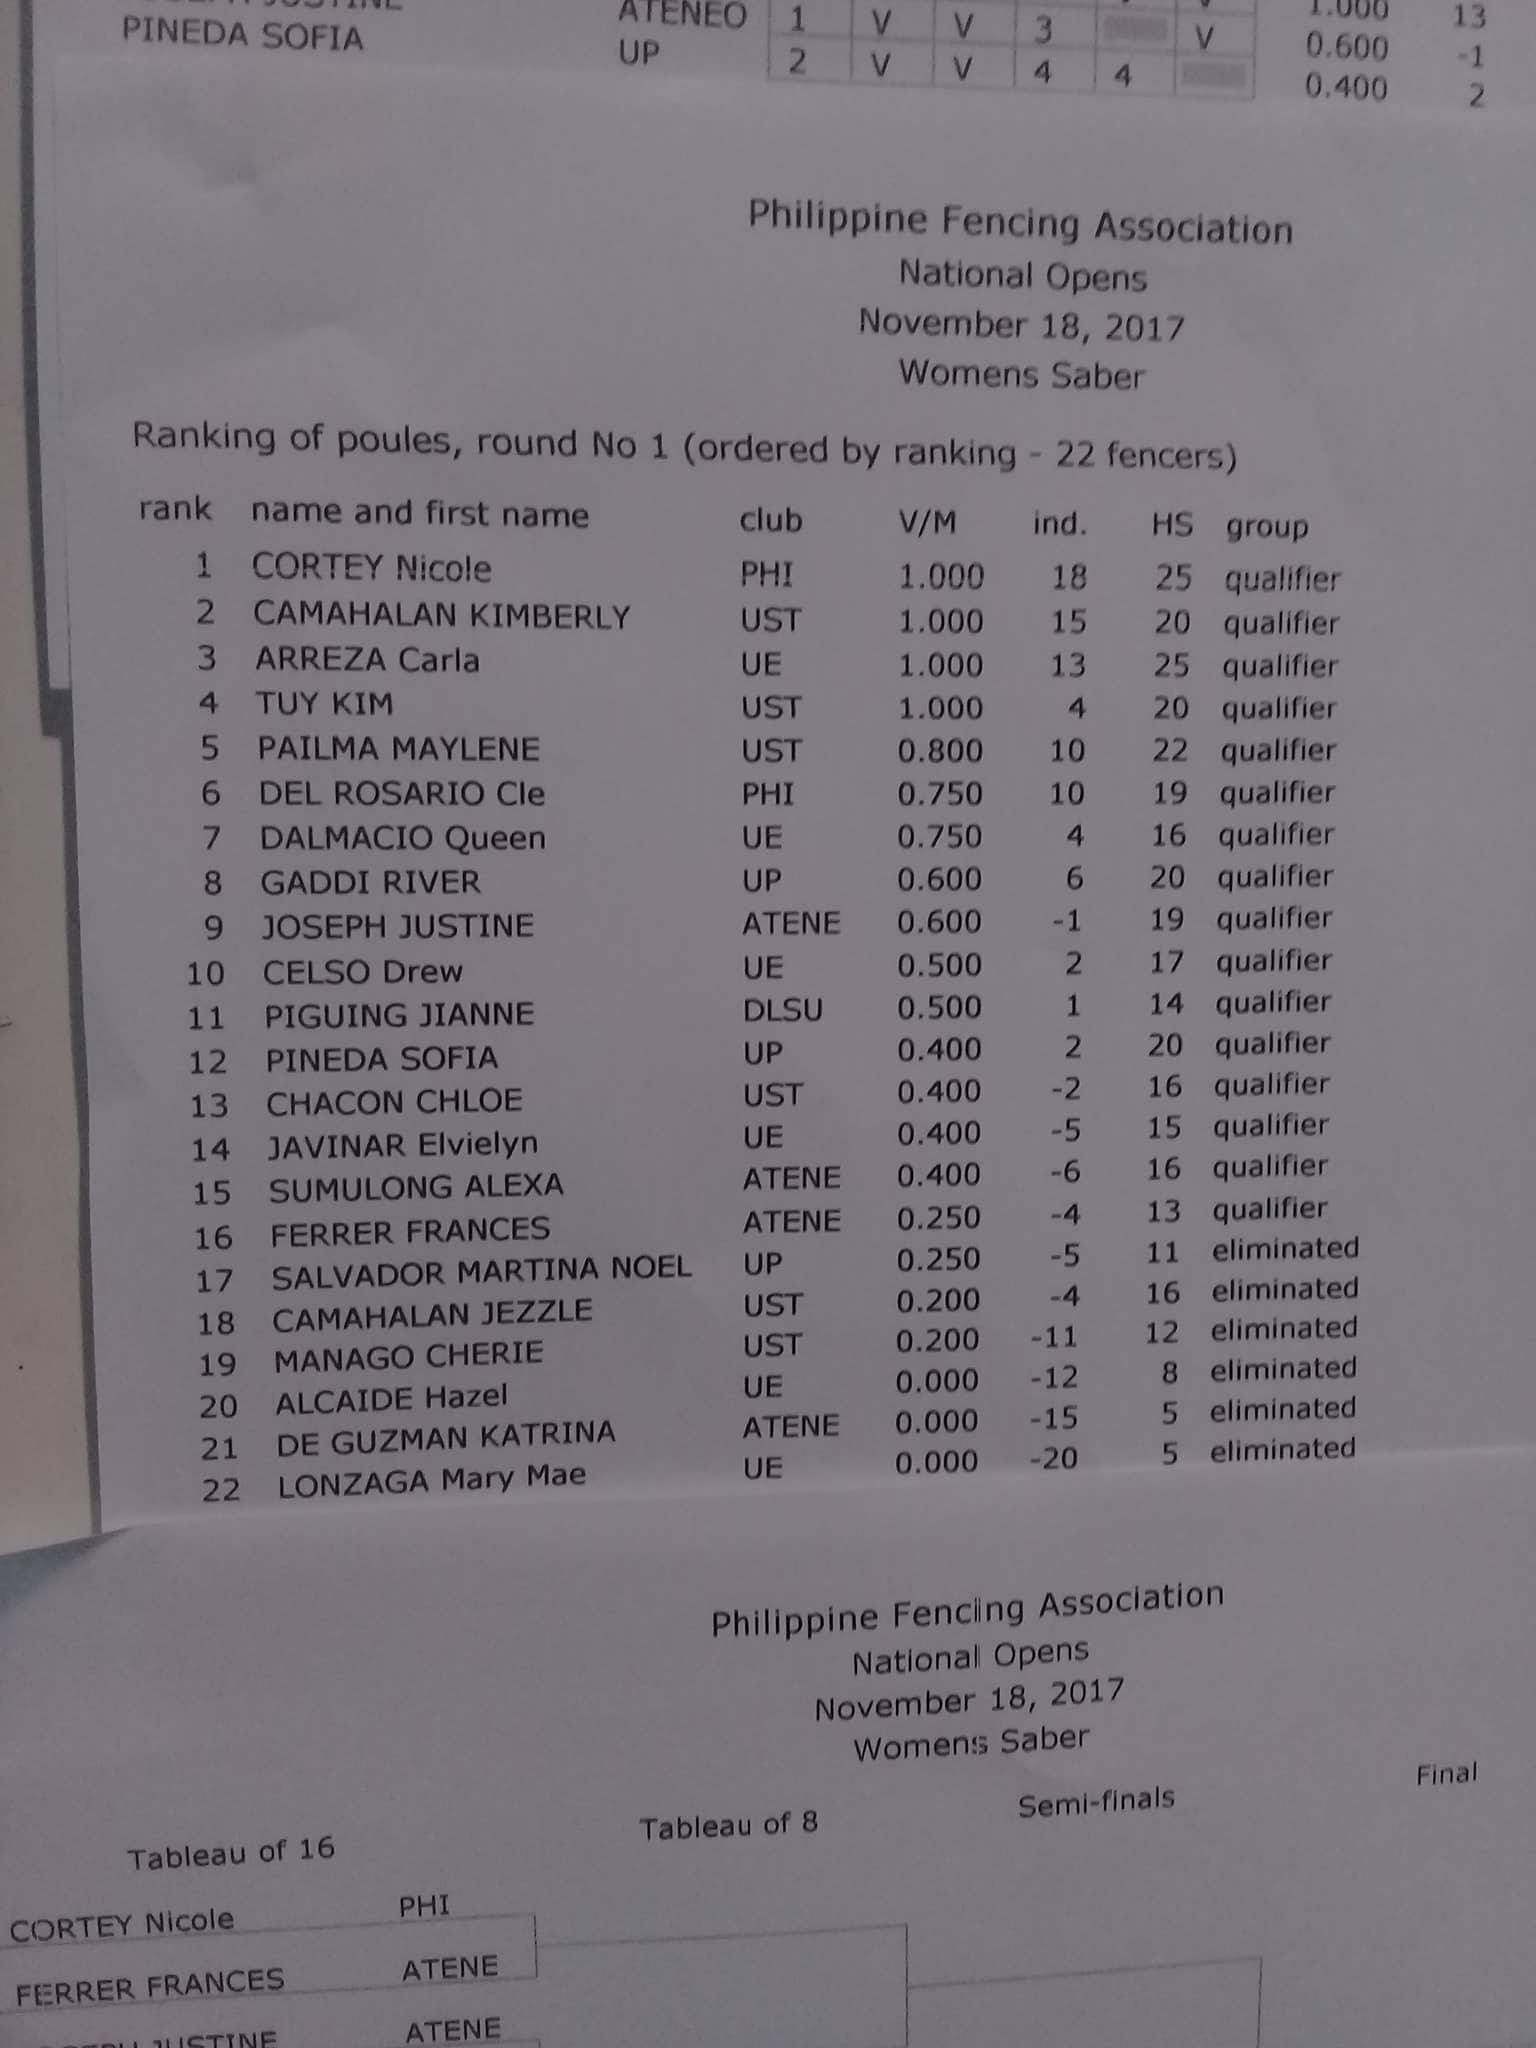 PINEDA SOFIA ATENEO 1 V V 3 V 0.600 -1
UP 2 V V 4 4 0.400 2
1.000 13
Philippine Fencing Association
National Opens
November 18, 2017
Womens Saber
Ranking of poules, round No 1 (ordered by ranking - 22 fencers)
rank name and first name club V/M ind. HS group
1 CORTEY Nicole PHI 1.000 18 25 qualifier
2 CAMAHALAN KIMBERLY UST 1.000 15 20 qualifier
3 ARREZA Carla UE 1.000 13 25 qualifier
4 TUY KIM UST 1.000 4 20 qualifier
5 PAILMA MAYLENE UST 0.800 10 22 qualifier
6 DEL ROSARIO Cle PHI 0.750 10 19 qualifier
7 DALMACIO Queen UE 0.750 4 16 qualifier
8 GADDI RIVER UP 0.600 6 20 qualifier
9 JOSEPH JUSTINE ATENE 0.600 -1 19 qualifier
10 CELSO Drew UE 0.500 2 17 qualifier
11 PIGUING JIANNE DLSU 0.500 1 14 qualifier
12 PINEDA SOFIA UP 0.400 2 20 qualifier
13 CHACON CHLOE UST 0.400 -2 16 qualifier
14 JAVINAR Elvielyn UE 0.400 -5 15 qualifier
15 SUMULONG ALEXA ATENE 0.400 -6 16 qualifier
16 FERRER FRANCES ATENE 0.250 -4 13 qualifier
17 SALVADOR MARTINA NOEL UP 0.250 -5 11 eliminated
18 CAMAHALAN JEZZLE UST 0.200 -4 16 eliminated
19 MANAGO CHERIE UST 0.200 -11 12 eliminated
20 ALCAIDE Hazel UE 0.000 -12 8 eliminated
21 DE GUZMAN KATRINA ATENE 0.000 -15 5 eliminated
22 LONZAGA Mary Mae UE 0.000 -20 5 eliminated
Philippine Fencing Association
National Opens
November 18, 2017
Womens Saber
Tableau of 16 Tableau of 8 Semi-finals Final
CORTEY Nicole PHI
FERRER FRANCES ATENE
JUSTINE ATENE